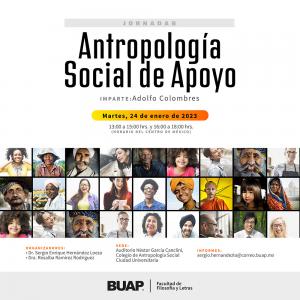 JORNADAS
Antropología
Social de Apoyo
IMPARTE: Adolfo Colombres
Martes, 24 de enero de 2023
13:00 a 15:00 hrs. y 16:00 a 18:00 hrs.
(HORARIO DEL CENTRO DE MÉXICO)
ORGANIZADORES:
Dr. Sergio Enrique Hernández Loeza
Dra. Rosalba Ramírez Rodríguez
SEDE:
Auditorio Néstor García Canclini,
Colegio de Antropología Social
Ciudad Universitaria
INFORMES:
sergio.hernandezlo@correo.buap.mx
BUAP.
Facultad de
Filosofía y Letras